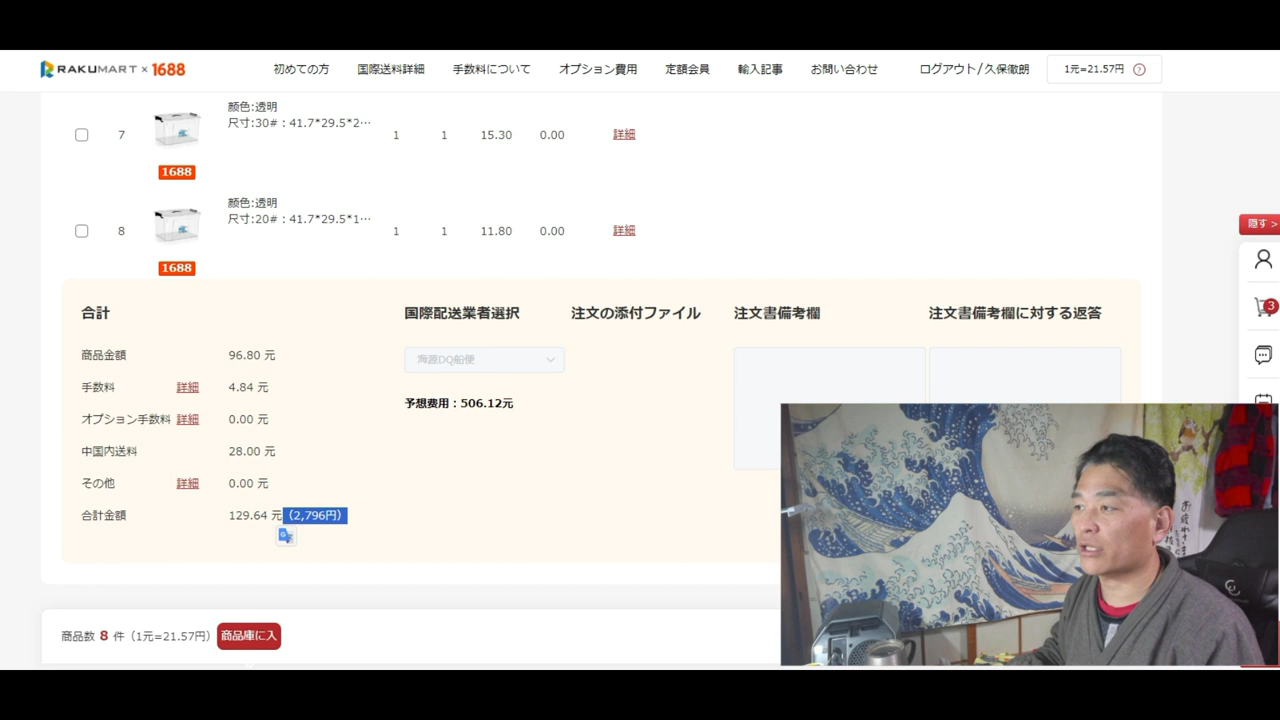 RAKUMART × 1688
初めての方 国際送料詳細 手数料について オプション費用 定額会員 輸入記事 お問い合わせ ログアウト/久保徹朗 1元=21.57円 ?
颜色:透明
7 尺寸:30#：41.7*29.5*2… 1 1 15.30 0.00 詳細
1688
颜色:透明
8 尺寸:20#：41.7*29.5*1… 1 1 11.80 0.00 詳細
1688
隠す >
3
合計 国際配送業者選択 注文の添付ファイル 注文書備考欄 注文書備考欄に対する返答
商品金額 96.80 元 海源DQ船便
手数料 詳細 4.84 元
予想费用：506.12元
オプション手数料 詳細 0.00 元
中国内送料 28.00 元
その他 詳細 0.00 元
合計金額 129.64 元 (2,796円)
商品数 8 件（1元=21.57円） 商品庫に入